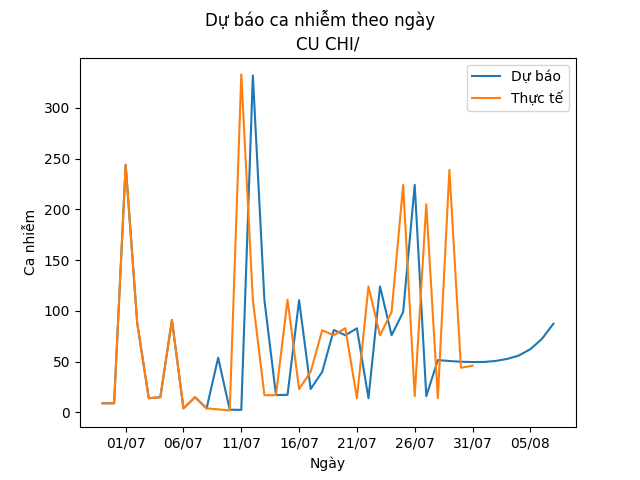 Dự báo ca nhiễm theo ngày
CU CHI/
Dự báo
Thực tế
300
250
200
150
100
50
0
Ca nhiễm
01/07 06/07 11/07 16/07 21/07 26/07 31/07 05/08
Ngày